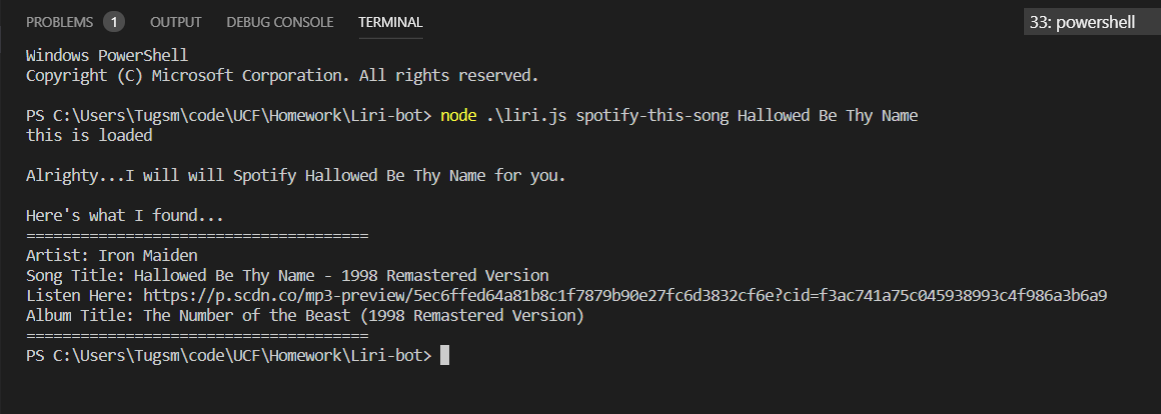 PROBLEMS 1 OUTPUT DEBUG CONSOLE TERMINAL 33: powershell
Windows PowerShell
Copyright (C) Microsoft Corporation. All rights reserved.
PS C:\Users\Tugsm\code\UCF\Homework\Liri-bot> node .\liri.js spotify-this-song Hallowed Be Thy Name
this is loaded
Alrighty...I will will Spotify Hallowed Be Thy Name for you.
Here's what I found...
======================================
Artist: Iron Maiden
Song Title: Hallowed Be Thy Name - 1998 Remastered Version
Listen Here: https://p.scdn.co/mp3-preview/5ec6ffed64a81b8c1f7879b90e27fc6d3832cf6e?cid=f3ac741a75c045938993c4f986a3b6a9
Album Title: The Number of the Beast (1998 Remastered Version)
======================================
PS C:\Users\Tugsm\code\UCF\Homework\Liri-bot>